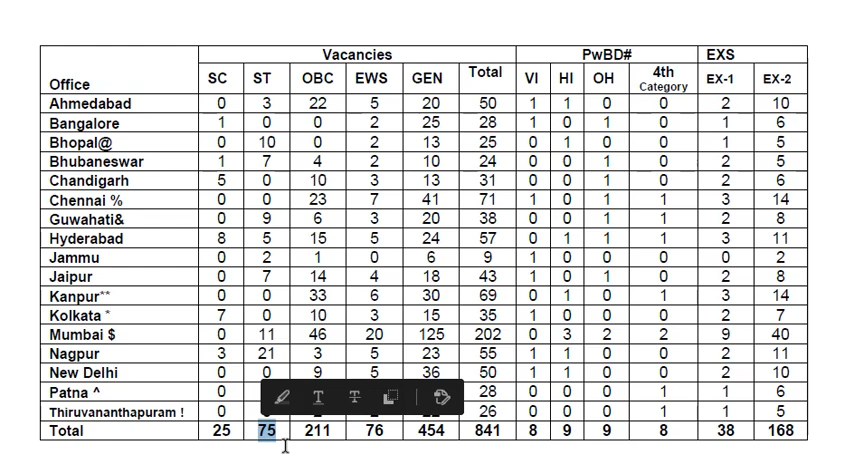 Vacancies PwBD# EXS
Office SC ST OBC EWS GEN Total VI HI OH 4th Category EX-1 EX-2
Ahmedabad 0 3 22 5 20 50 1 1 0 0 2 10
Bangalore 1 0 0 2 25 28 1 0 1 0 1 6
Bhopal@ 0 10 0 2 13 25 0 1 0 0 1 5
Bhubaneswar 1 7 4 2 10 24 0 0 1 0 2 5
Chandigarh 5 0 10 3 13 31 0 0 1 0 2 6
Chennai % 0 0 23 7 41 71 1 0 1 1 3 14
Guwahati& 0 9 6 3 20 38 0 0 1 1 2 8
Hyderabad 8 5 15 5 24 57 0 1 1 1 3 11
Jammu 0 2 1 0 6 9 1 0 0 0 0 2
Jaipur 0 7 14 4 18 43 1 0 1 0 2 8
Kanpur** 0 0 33 6 30 69 0 1 0 1 3 14
Kolkata * 7 0 10 3 15 35 1 0 0 0 2 7
Mumbai $ 0 11 46 20 125 202 0 3 2 2 9 40
Nagpur 3 21 3 5 23 55 1 1 0 0 2 11
New Delhi 0 0 9 5 36 50 1 1 0 0 2 10
Patna ^ 0 28 0 0 0 1 1 6
Thiruvananthapuram ! 0 26 0 0 0 1 1 5
Total 25 75 211 76 454 841 8 9 9 8 38 168